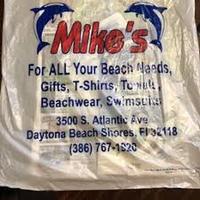 Mike's
For ALL Your Beach Needs,
Gifts, T-Shirts, Towels,
Beachwear, Swimsuits
3500 S. Atlantic Ave
Daytona Beach Shores, Fl 32118
(386) 767-1820